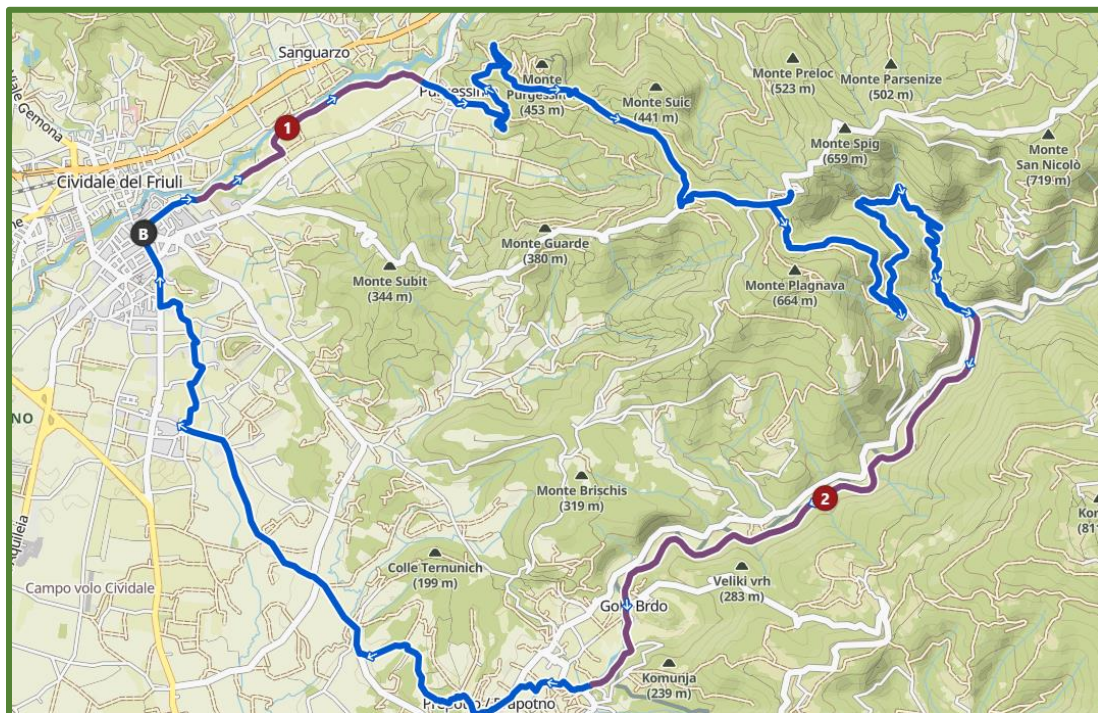 Sanguarzo
Viale Gemona
Monte
(453 m)
Monte Suic
(441 m)
Monte Preloc
(523 m)
Monte Parsenize
(502 m)
1
Monte Spig
(659 m)
Monte
San Nicolò
(719 m)
Cividale del Friuli
B
Monte Guarde
(380 m)
Monte Subit
(344 m)
Monte Plagnava
(664 m)
NO
Monte Brischis
(319 m)
2
Aquileia
Colle Ternunich
(199 m)
Campo volo Cividale
Veliki vrh
(283 m)
Brdo
Komunja
(239 m)